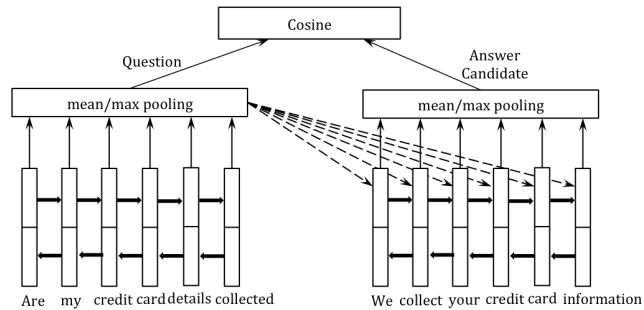 Cosine
Question
Answer
Candidate
mean/max pooling
mean/max pooling
Are my credit card details collected
We collect your credit card information